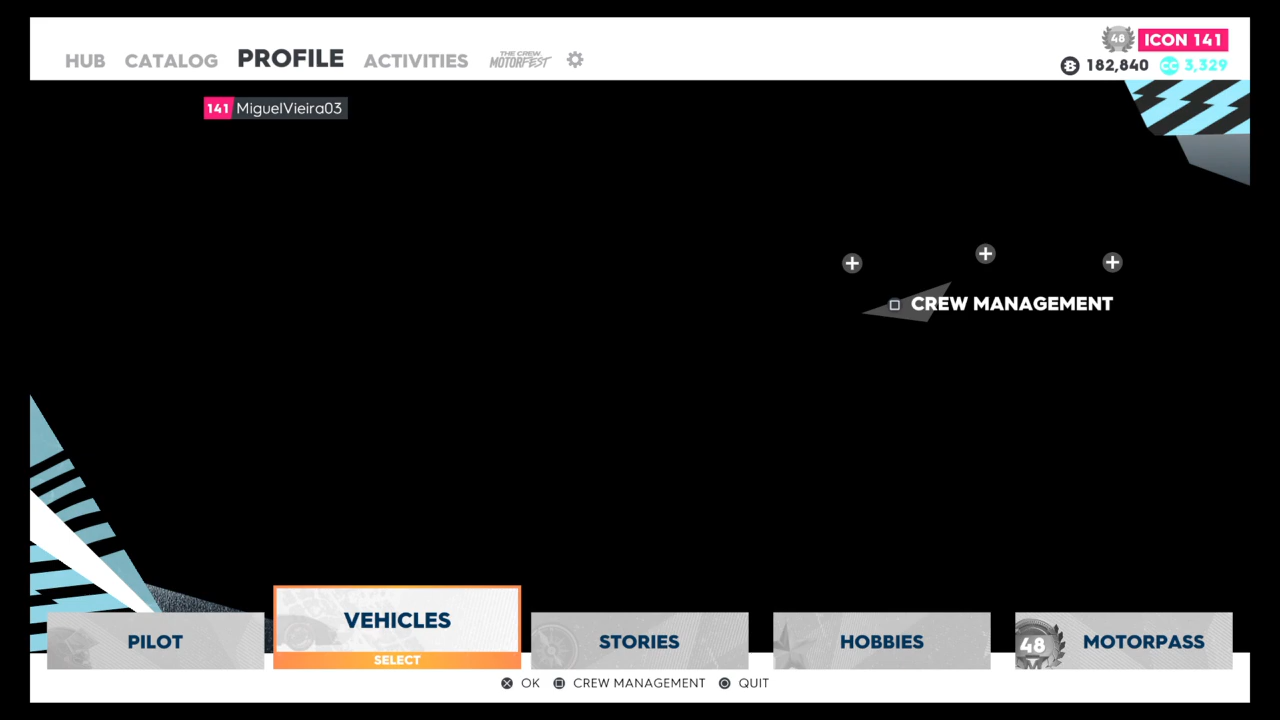 HUB CATALOG PROFILE ACTIVITIES THE CREW MOTORFEST
48 ICON 141
182,840 CC 3,329
141 MiguelVieira03
CREW MANAGEMENT
PILOT
VEHICLES
SELECT
STORIES
HOBBIES
48 MOTORPASS
OK CREW MANAGEMENT QUIT